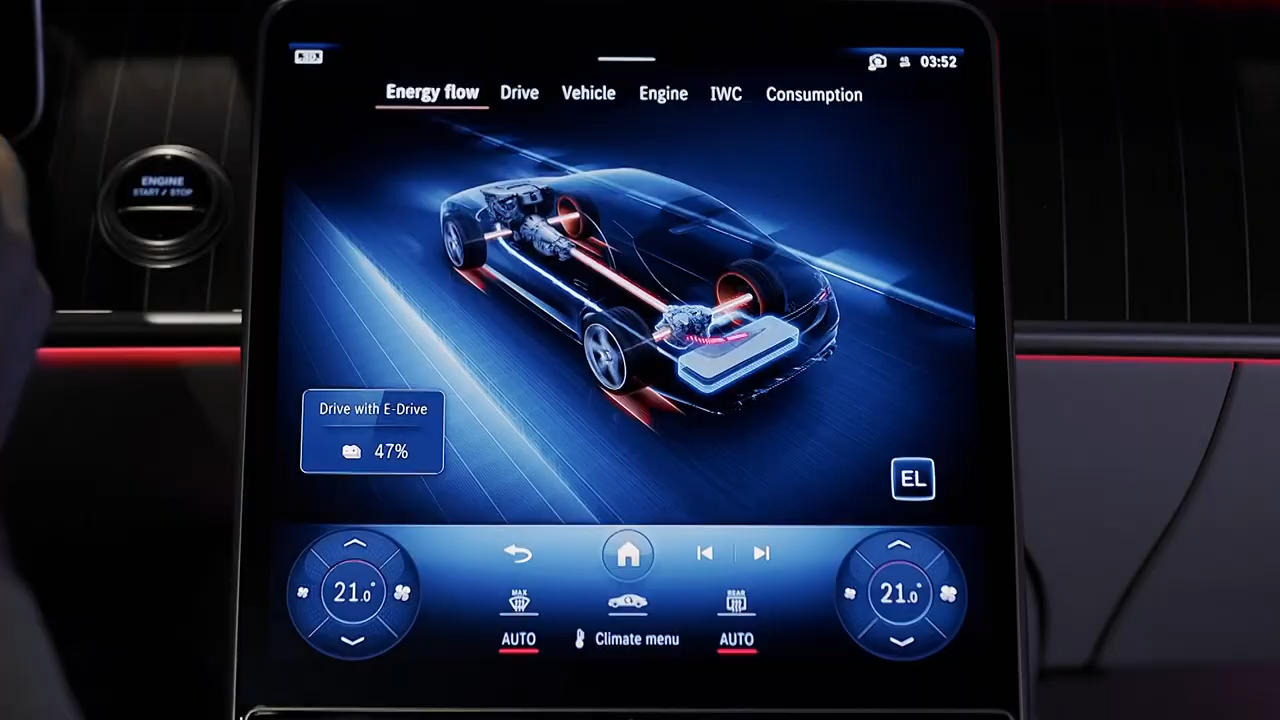 03:52
Energy flow Drive Vehicle Engine IWC Consumption
ENGINE
START / STOP
Drive with E-Drive
47%
EL
21.0°
21.0°
MAX
REAR
AUTO
Climate menu
AUTO